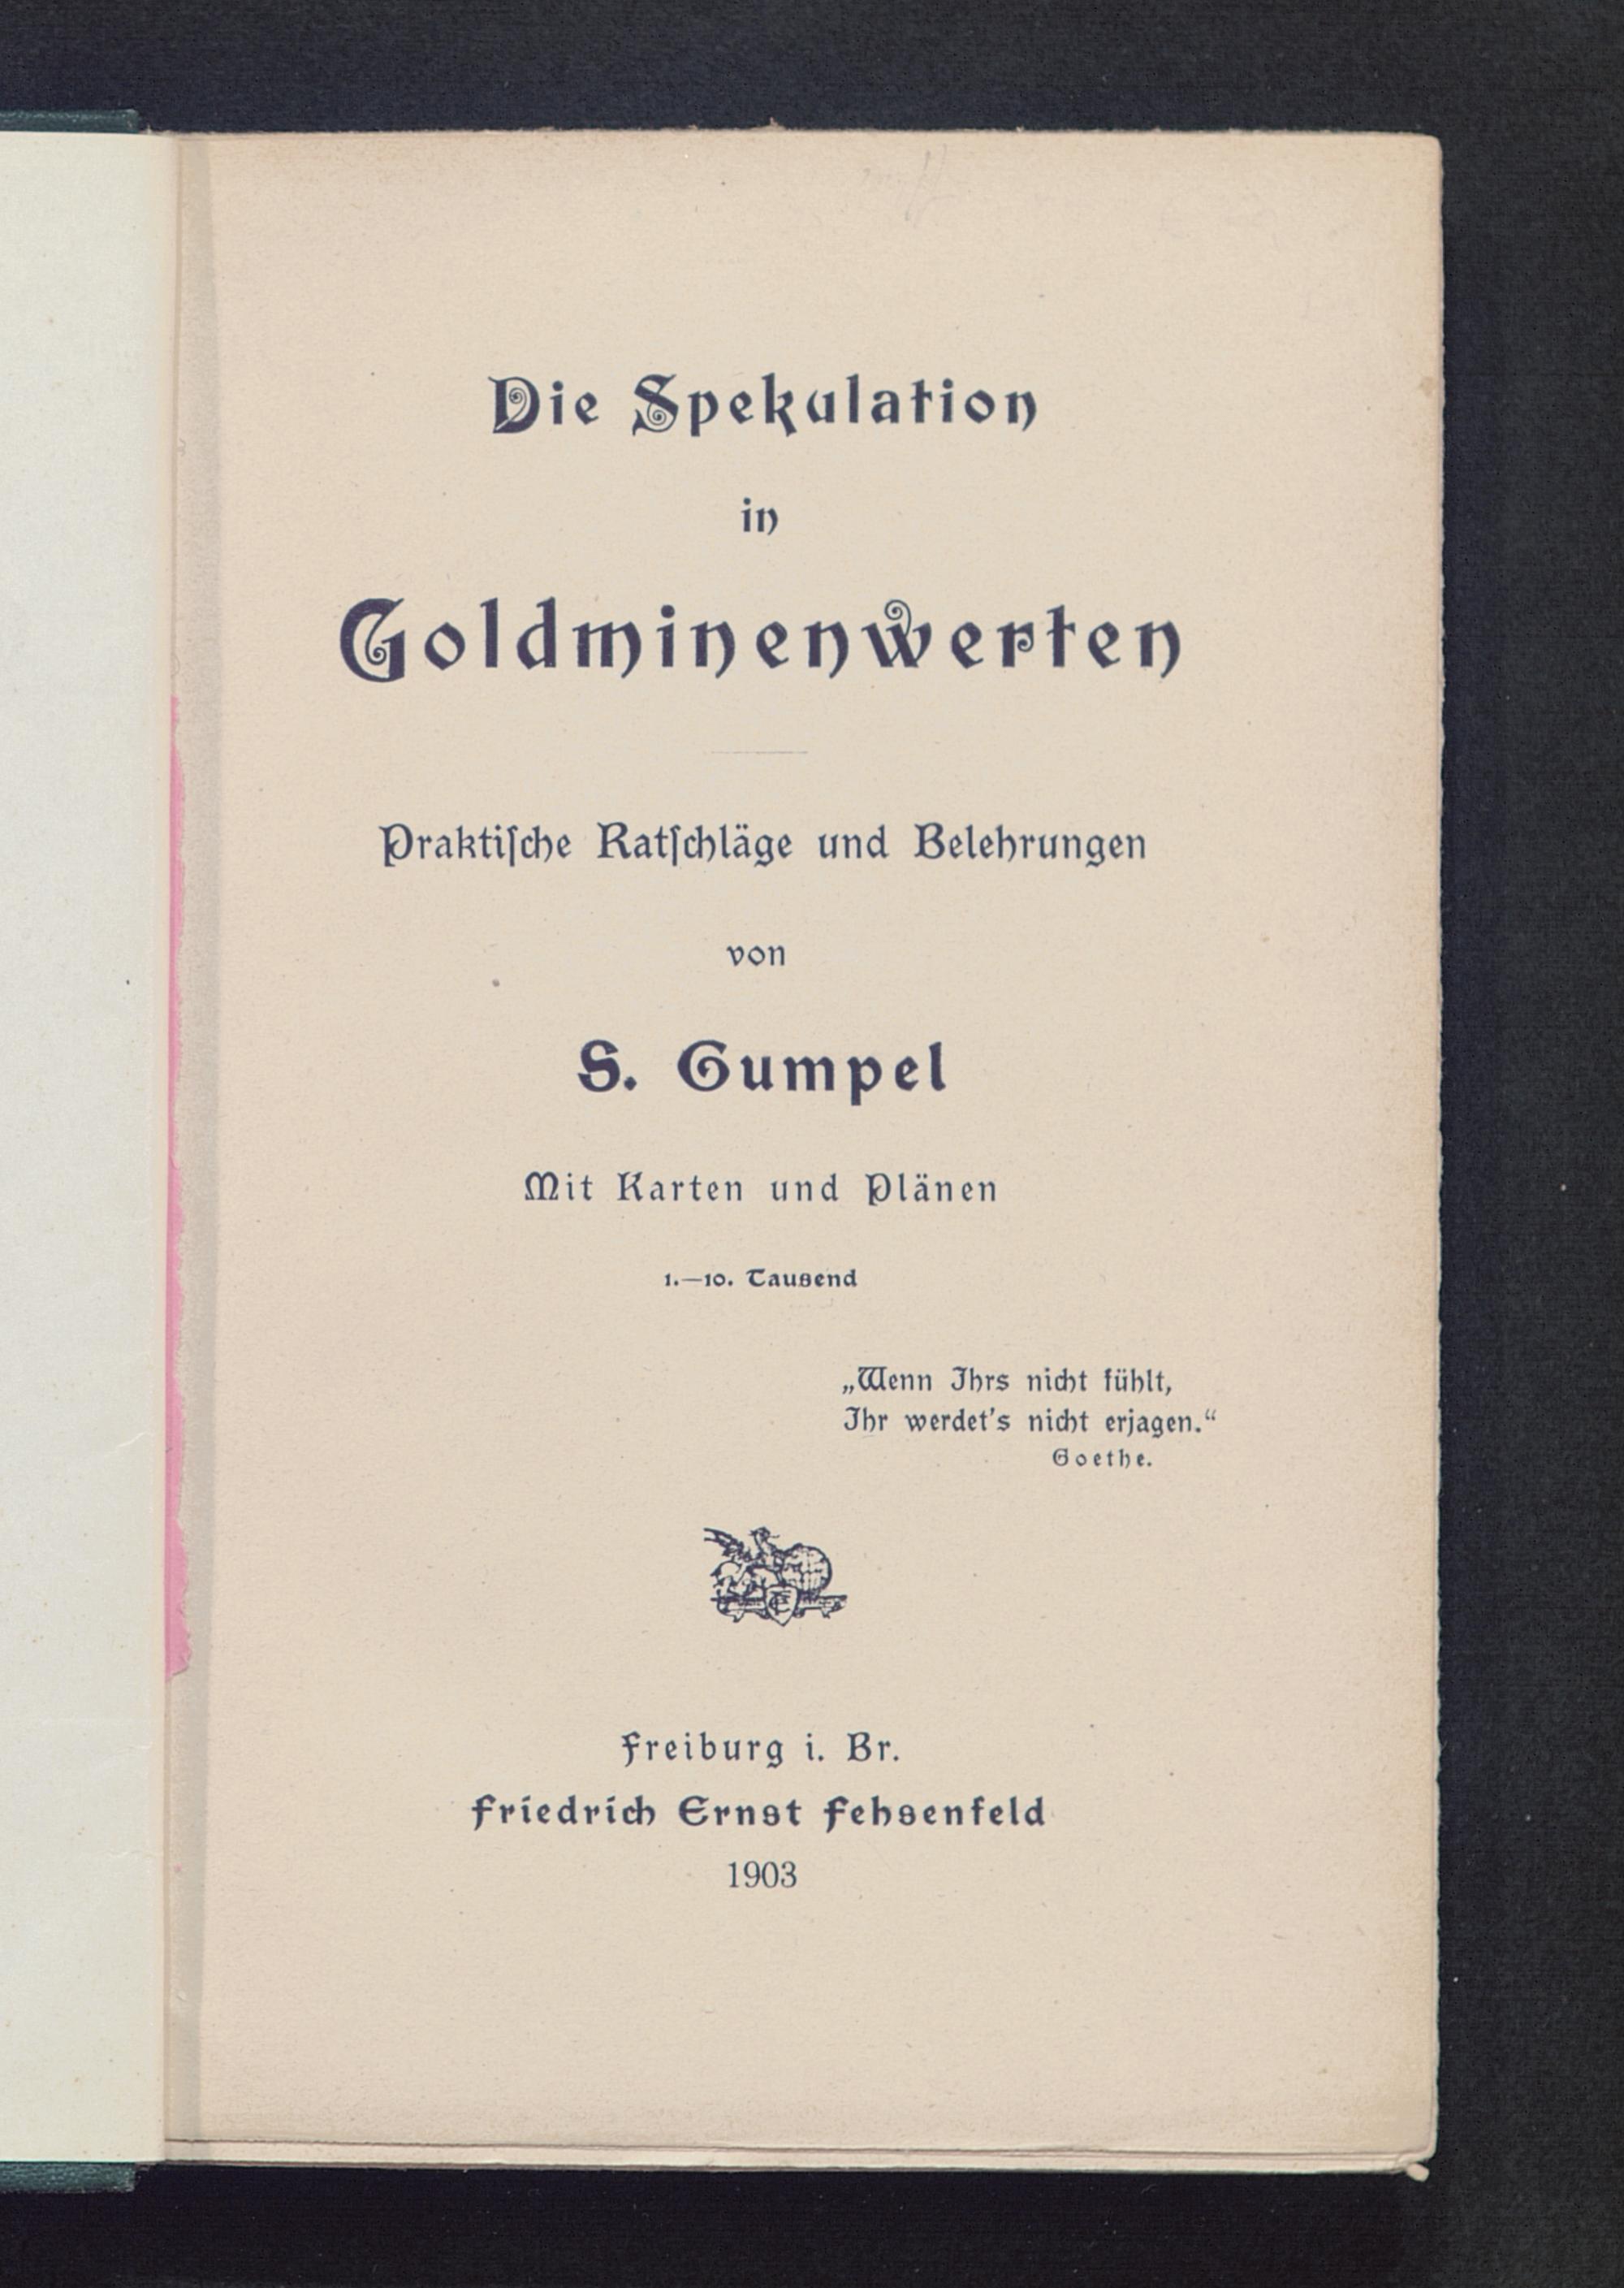 Die Spekulation
in
Goldminenwerten
Praktiſche Ratſchläge und Belehrungen
von
S. Gumpel
Mit Karten und Plänen
1.—10. Tausend
„Wenn Ihrs nicht fühlt,
Ihr werdet's nicht erjagen.“
Goethe.
Freiburg i. Br.
Friedrich Ernst Fehsenfeld
1903